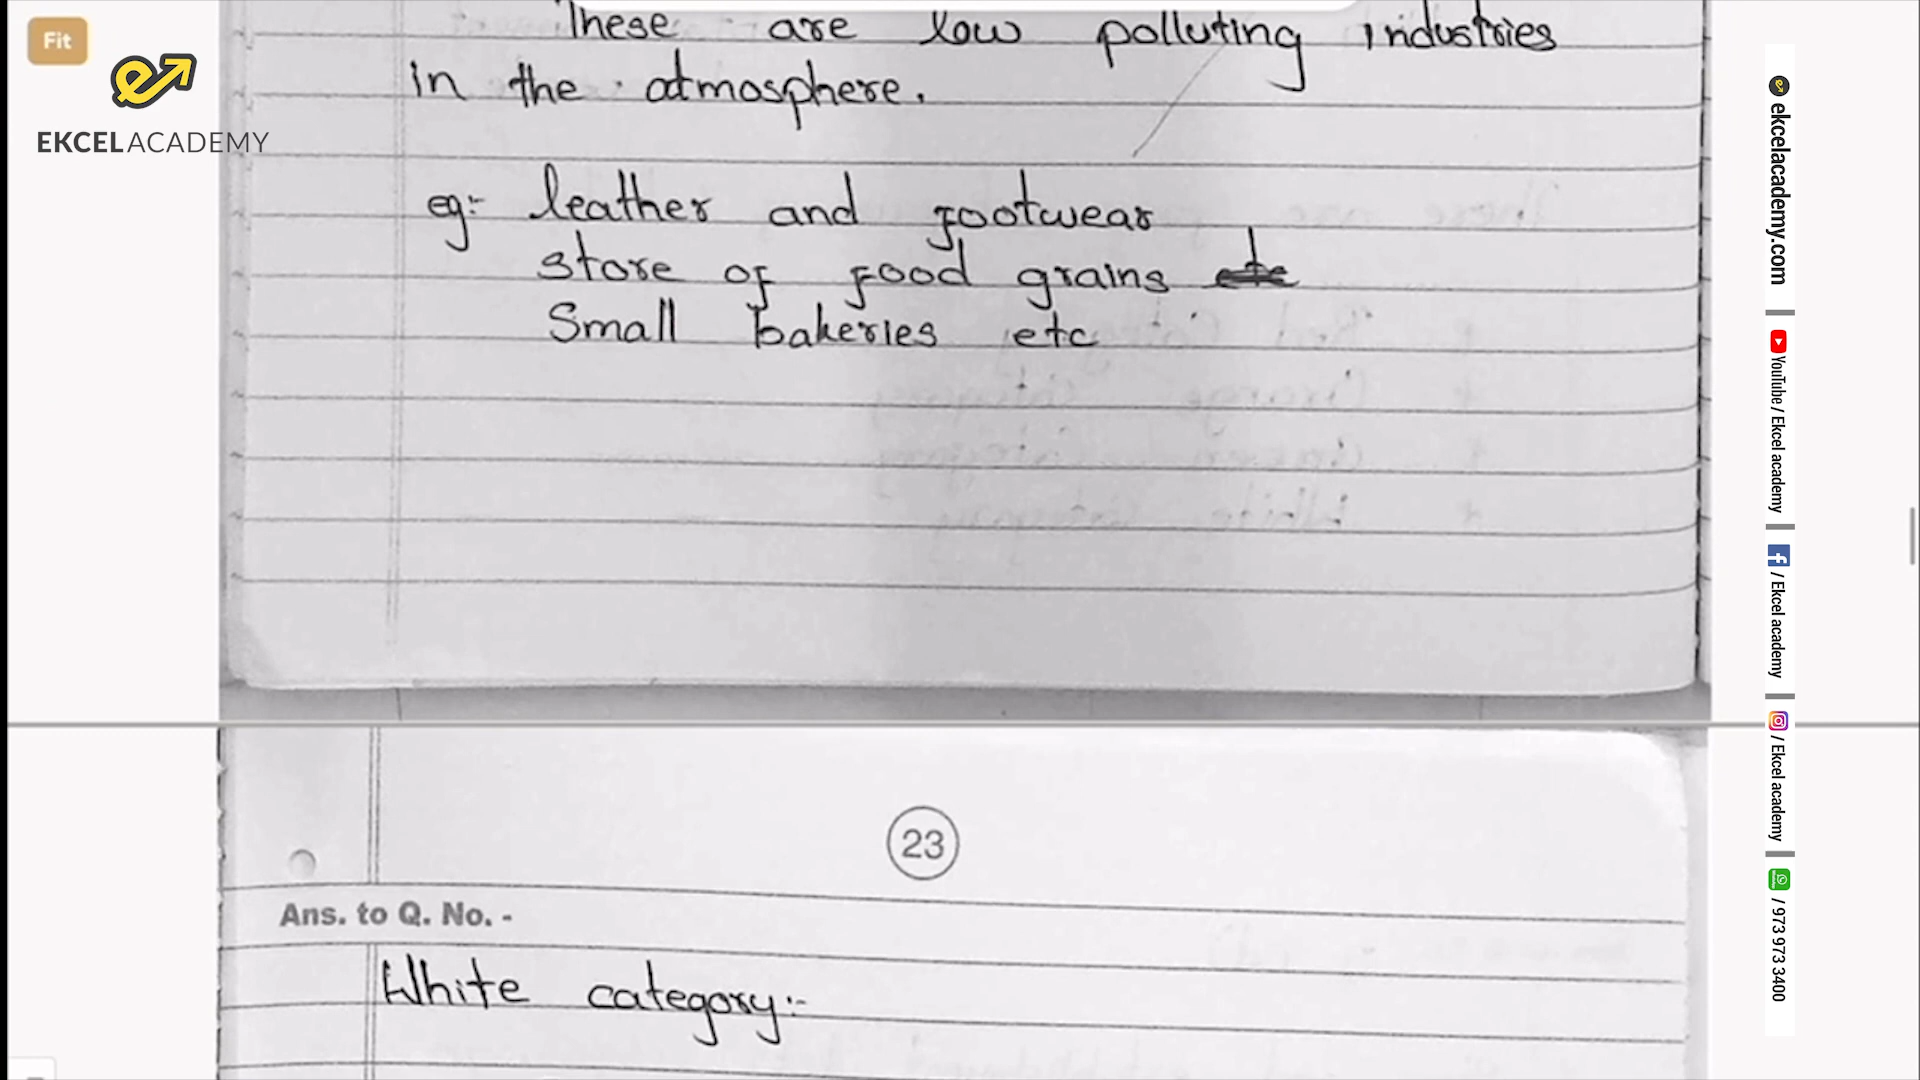 Fit
EKCELACADEMY
These are low polluting industries
in the atmosphere.
eg:- leather and footwear
store of food grains etc
Small bakeries etc
23
Ans. to Q. No. -
White category:-
ekcelacademy.com
YouTube / Ekcel academy
/ Ekcel academy
/ Ekcel academy
/ 973 973 3400